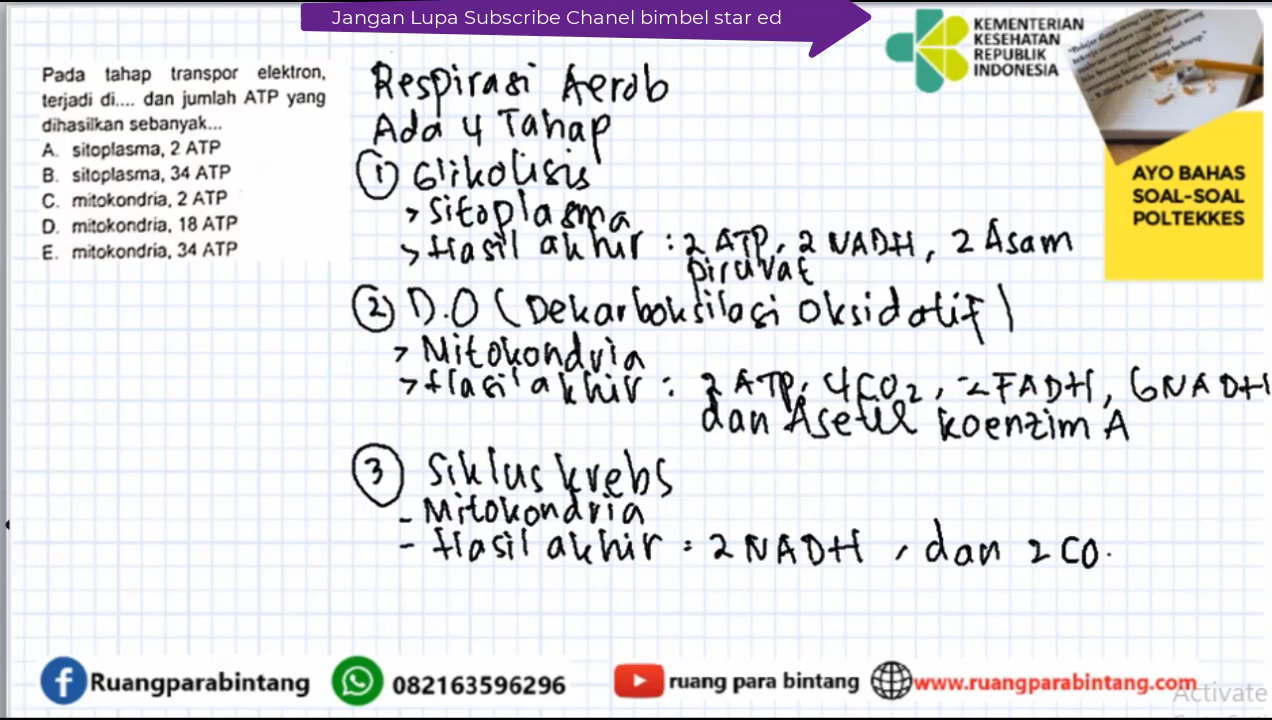 Jangan Lupa Subscribe Chanel bimbel star ed
KEMENTERIAN
KESEHATAN
REPUBLIK
INDONESIA
Pada tahap transpor elektron,
terjadi di.... dan jumlah ATP yang
dihasilkan sebanyak...
A. sitoplasma, 2 ATP
B. sitoplasma, 34 ATP
C. mitokondria, 2 ATP
D. mitokondria, 18 ATP
E. mitokondria, 34 ATP
Respirasi Aerob
Ada 4 Tahap
① Glikolisis
> Sitoplasma
> Hasil akhir : 2 ATP, 2 NADH, 2 Asam
Piruvat
② D.O (Dekarboksilasi Oksidatif)
> Mitokondria
> Hasil akhir : 2 ATP, 4CO2, 2 FADH, 6NADH
dan Asetil Koenzim A
③ Siklus krebs
- Mitokondria
- Hasil akhir : 2 NADH, dan 2 CO.
AYO BAHAS
SOAL-SOAL
POLTEKKES
Ruangparabintang
082163596296
ruang para bintang
www.ruangparabintang.com
Activate